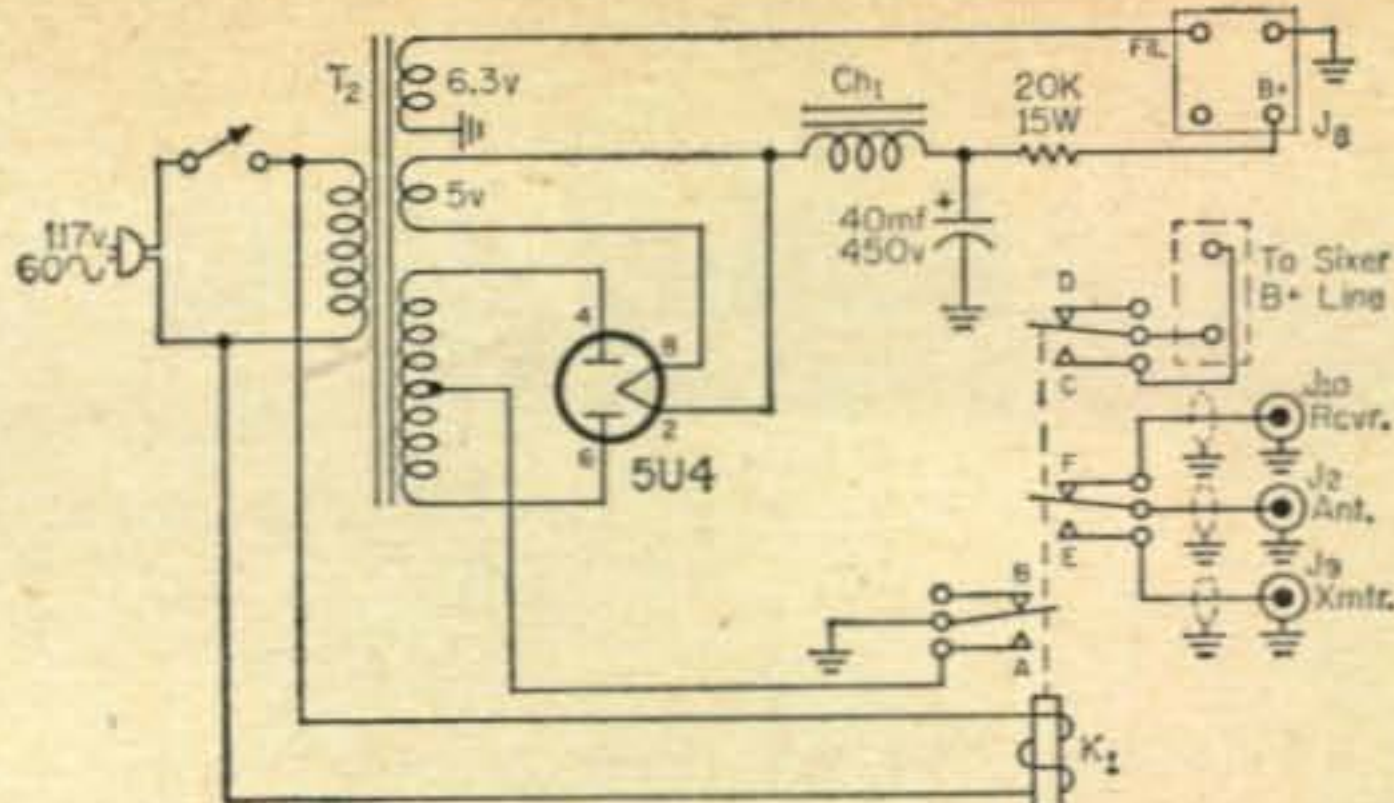 T2
6.3v
5v
117v
60
Ch1
20K
15W
FIL
B+
J8
40mf
450v
To Sixer
B+ Line
D
C
4
8
2
6
5U4
J10
Rcvr.
F
J2
Ant.
E
J9
Xmtr.
B
A
K1